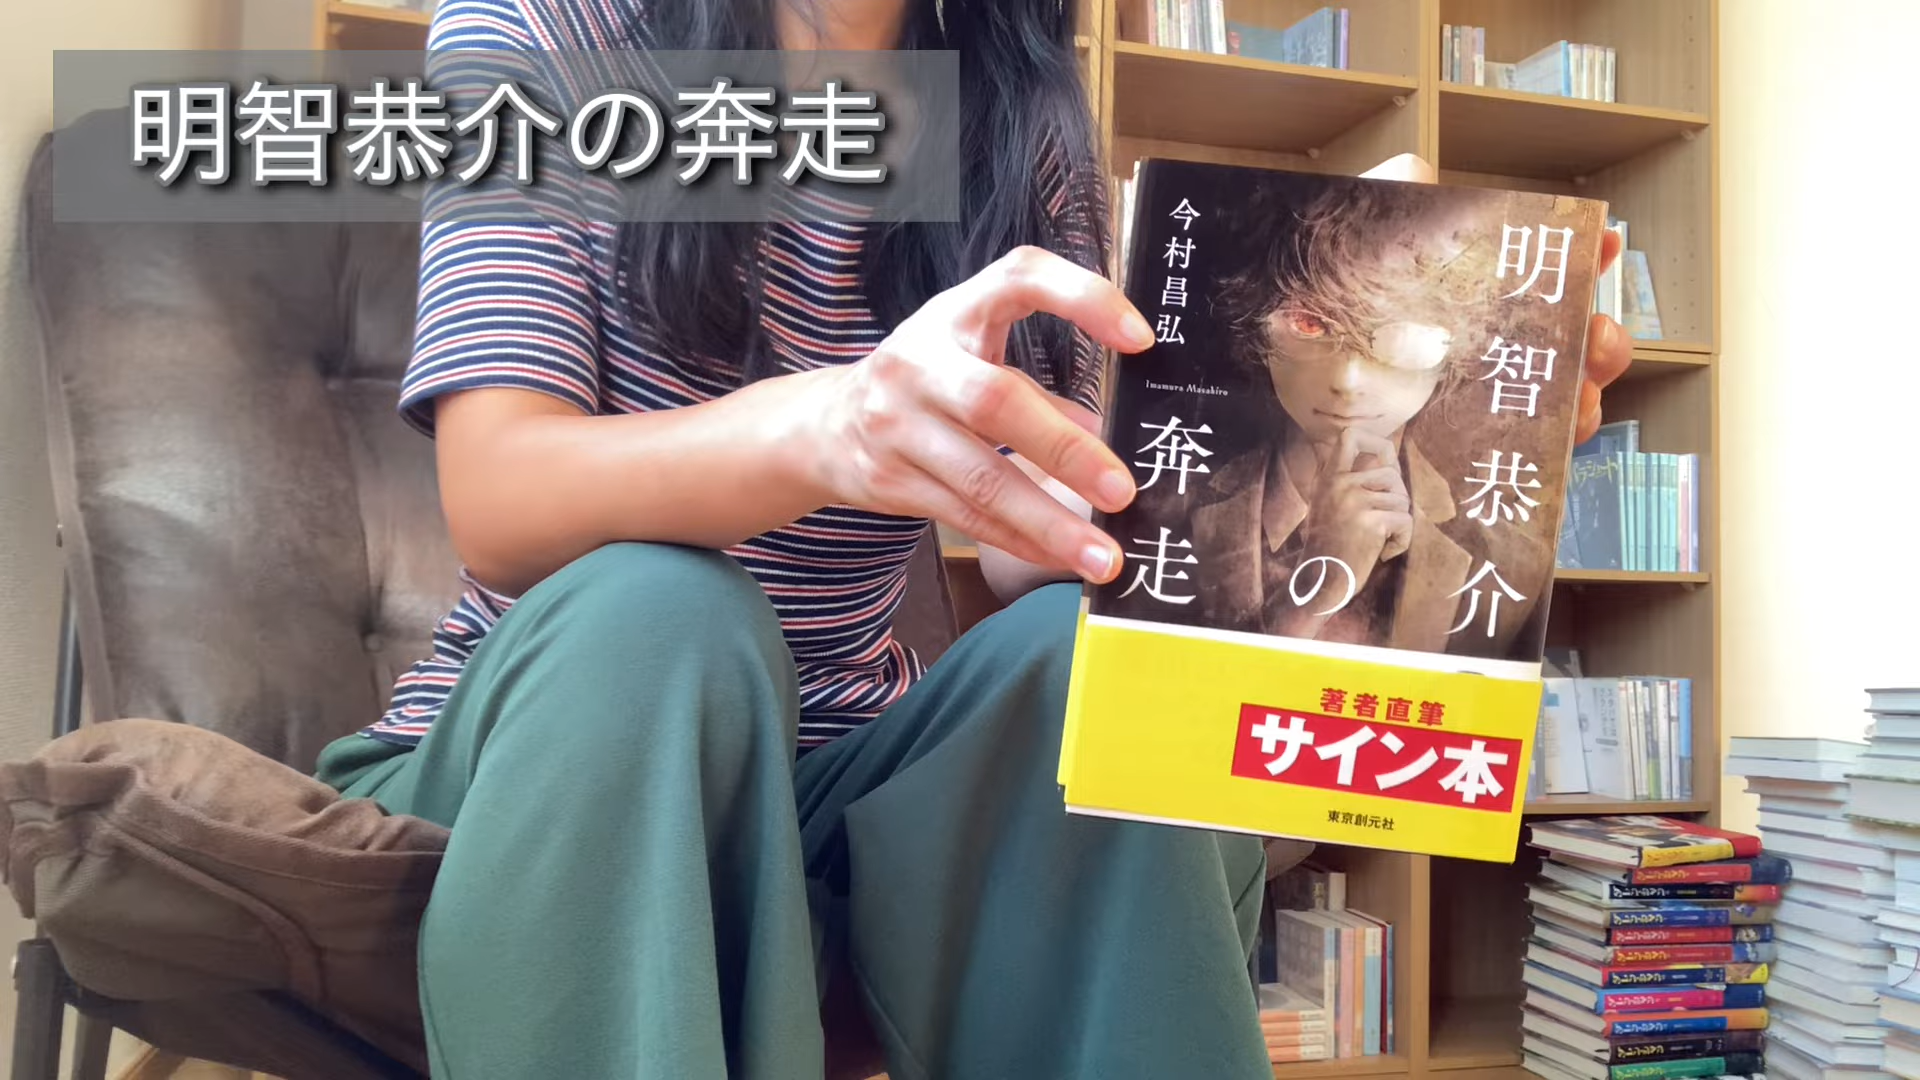 明智恭介の奔走
明智恭介
の
奔走
今村昌弘
Imamura Masahiro
著者直筆
サイン本
東京創元社